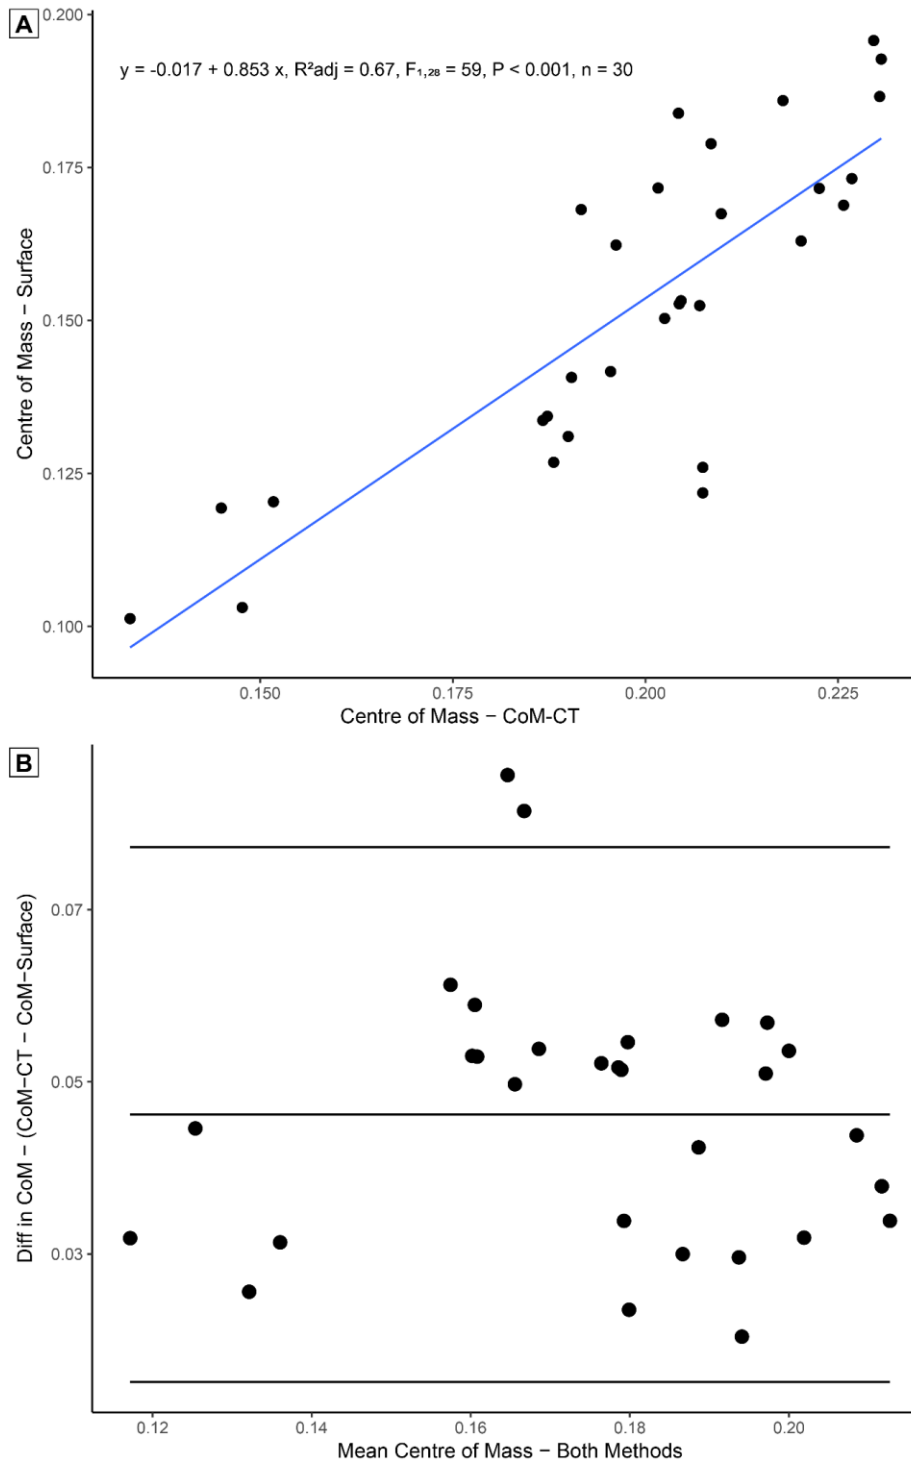 A
y = -0.017 + 0.853 x, R²adj = 0.67, F₁,₂₈ = 59, P < 0.001, n = 30
Centre of Mass − Surface
0.200
0.175
0.150
0.125
0.100
0.150 0.175 0.200 0.225
Centre of Mass − CoM-CT
B
Diff in CoM − (CoM−CT − CoM−Surface)
0.07
0.05
0.03
0.12 0.14 0.16 0.18 0.20
Mean Centre of Mass − Both Methods